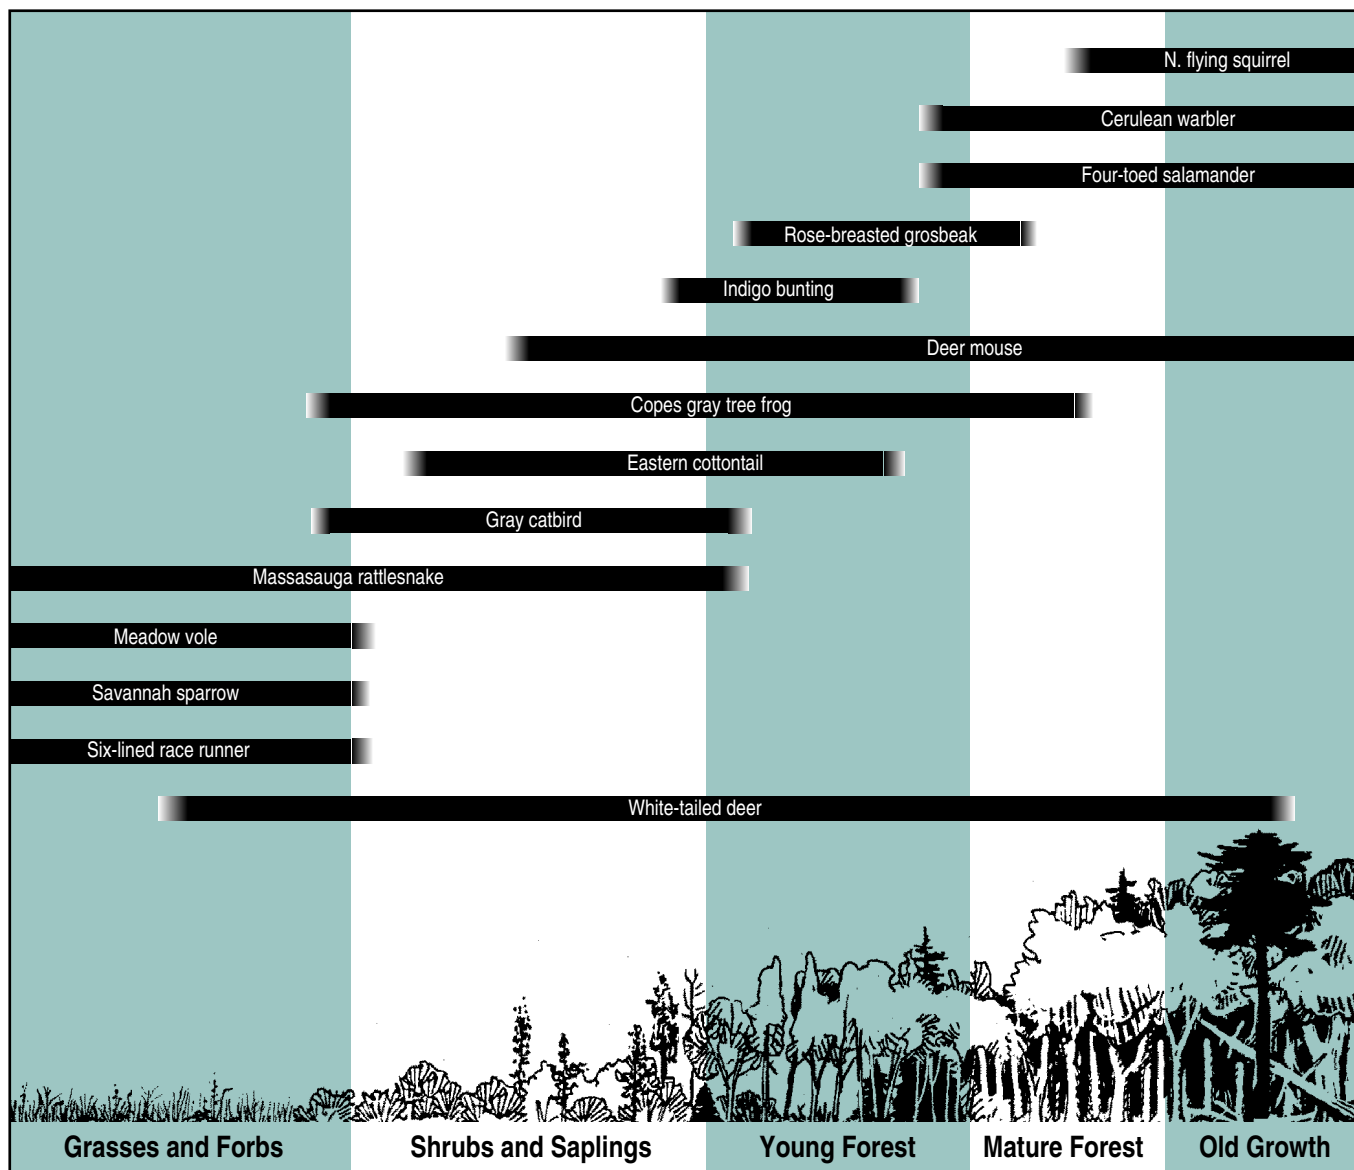 N. flying squirrel
Cerulean warbler
Four-toed salamander
Rose-breasted grosbeak
Indigo bunting
Deer mouse
Copes gray tree frog
Eastern cottontail
Gray catbird
Massasauga rattlesnake
Meadow vole
Savannah sparrow
Six-lined race runner
White-tailed deer
Grasses and Forbs
Shrubs and Saplings
Young Forest
Mature Forest
Old Growth